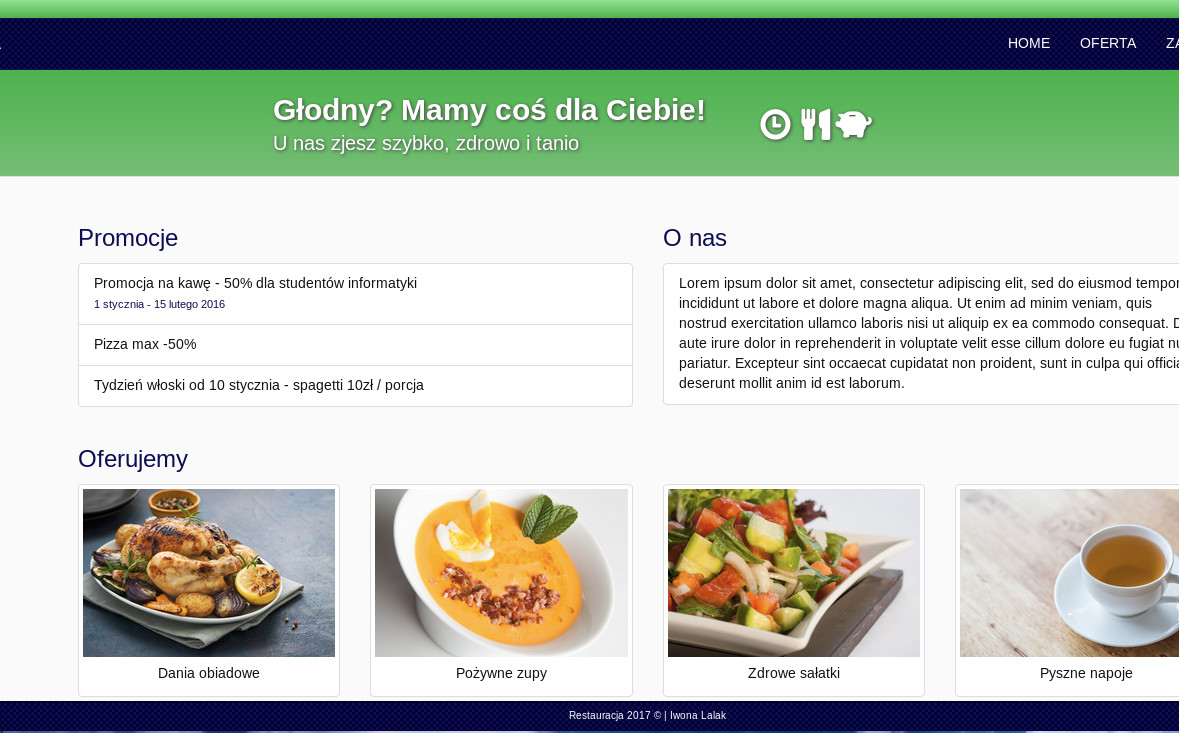 HOME OFERTA
Głodny? Mamy coś dla Ciebie!
U nas zjesz szybko, zdrowo i tanio
Promocje
Promocja na kawę - 50% dla studentów informatyki
1 stycznia - 15 lutego 2016
Pizza max -50%
Tydzień włoski od 10 stycznia - spagetti 10zł / porcja
O nas
Lorem ipsum dolor sit amet, consectetur adipiscing elit, sed do eiusmod tempor
incididunt ut labore et dolore magna aliqua. Ut enim ad minim veniam, quis
nostrud exercitation ullamco laboris nisi ut aliquip ex ea commodo consequat.
aute irure dolor in reprehenderit in voluptate velit esse cillum dolore eu fugiat
pariatur. Excepteur sint occaecat cupidatat non proident, sunt in culpa qui
deserunt mollit anim id est laborum.
Oferujemy
Dania obiadowe
Pożywne zupy
Zdrowe sałatki
Pyszne napoje
Restauracja 2017 © | Iwona Lalak